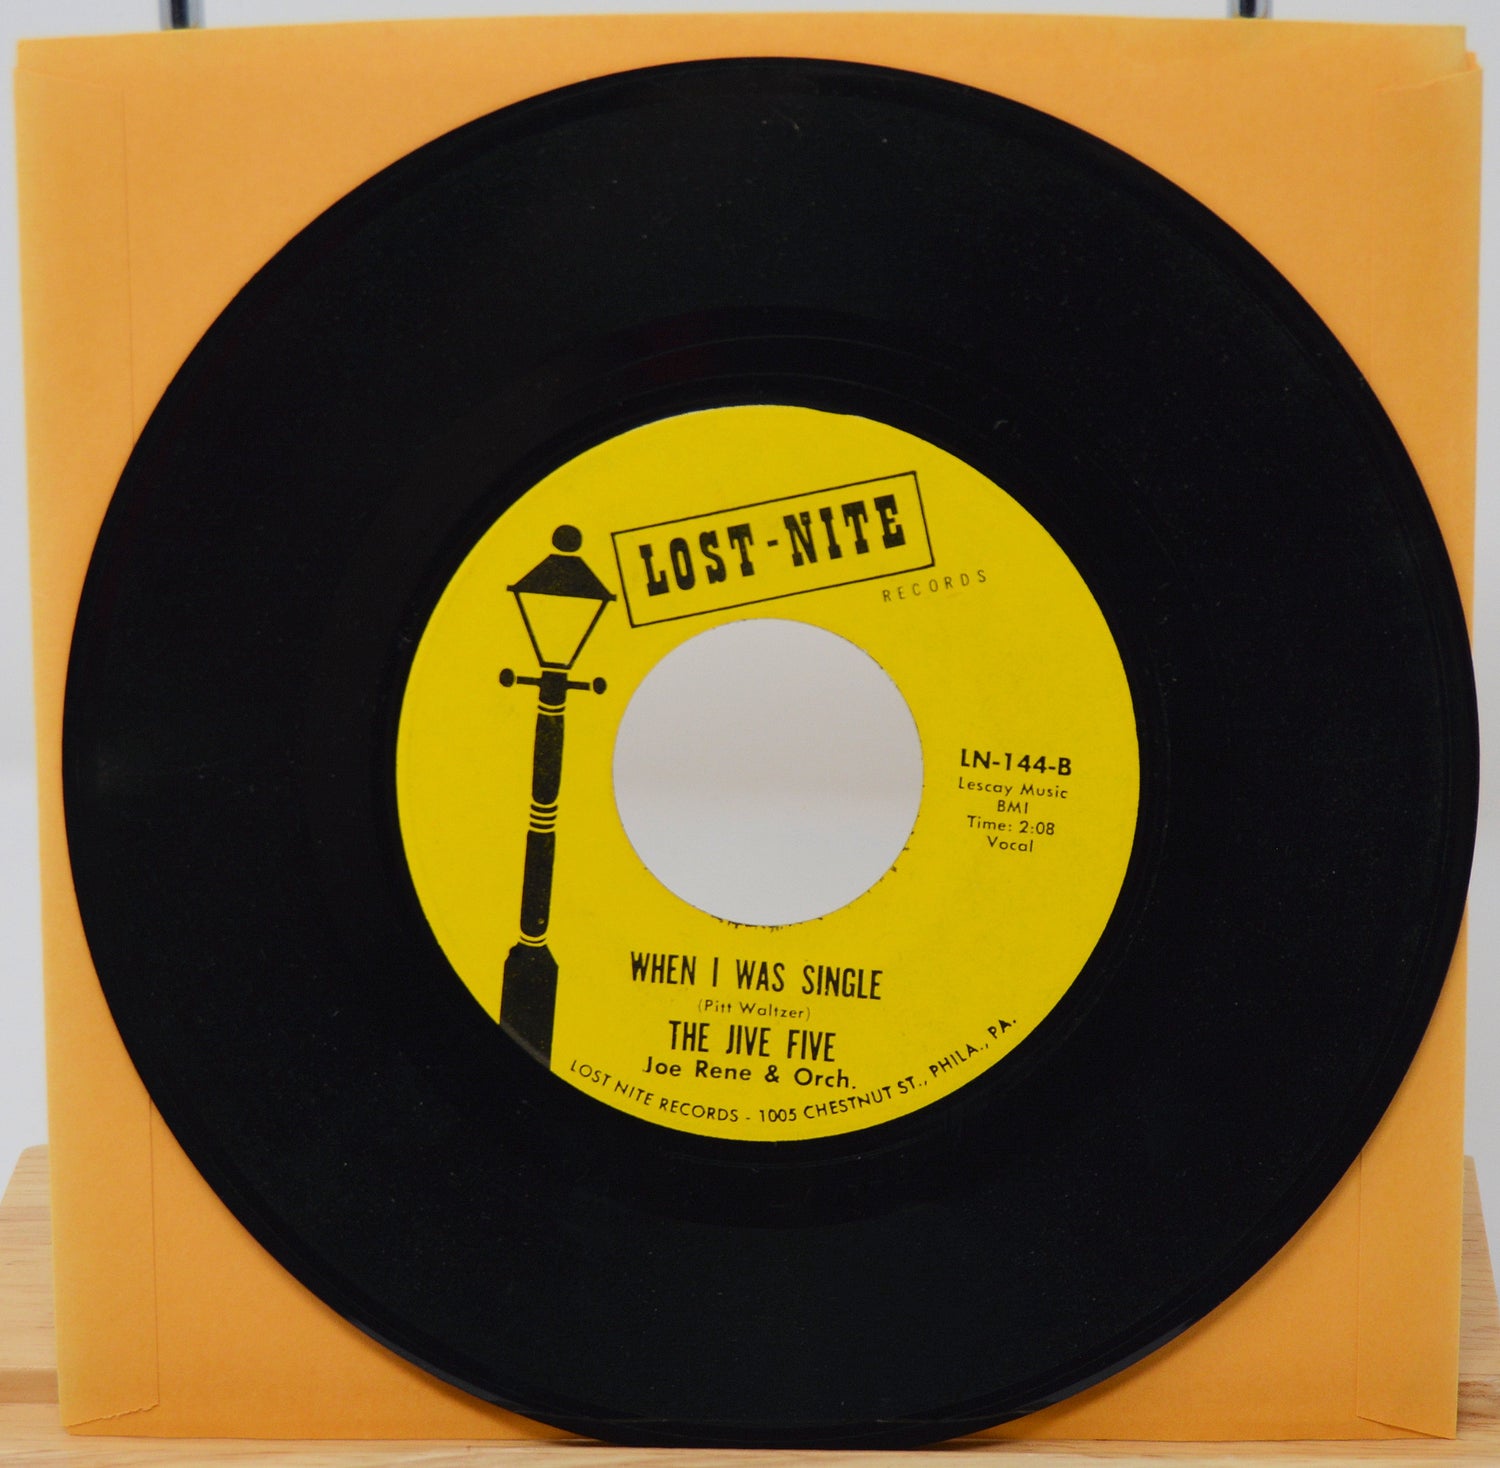 LOST-NITE
RECORDS
LN-144-B
Lescay Music
BMI
Time: 2:08
Vocal
WHEN I WAS SINGLE
(Pitt Waltzer)
THE JIVE FIVE
Joe Rene & Orch.
LOST NITE RECORDS - 1005 CHESTNUT ST., PHILA., PA.